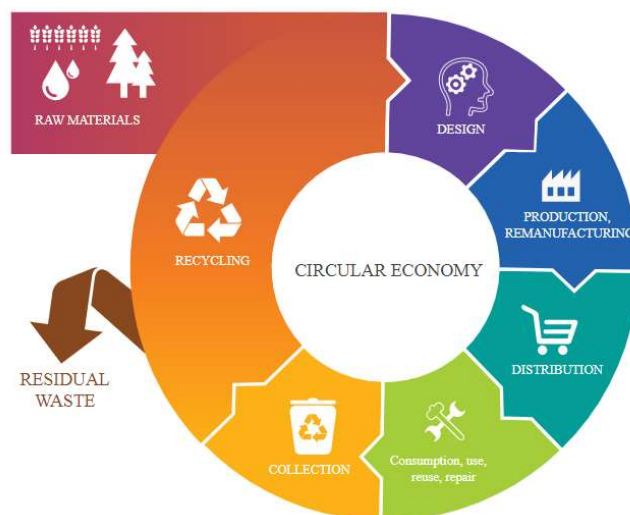 RAW MATERIALS
DESIGN
PRODUCTION,
REMANUFACTURING
RECYCLING
CIRCULAR ECONOMY
DISTRIBUTION
RESIDUAL
WASTE
COLLECTION
Consumption, use,
reuse, repair